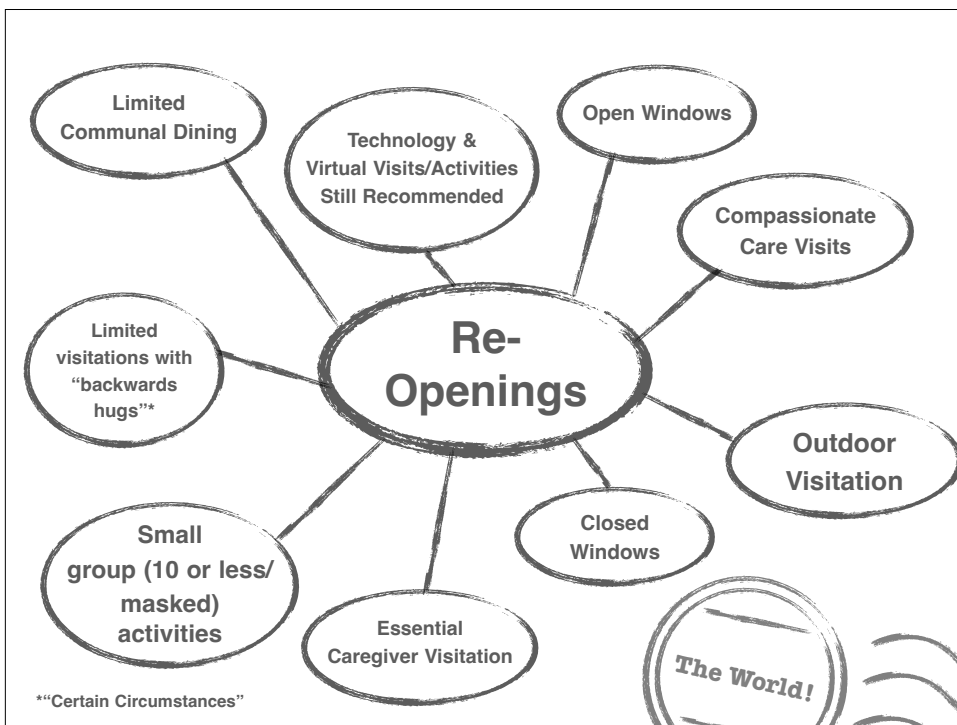 Limited
Communal Dining
Technology &
Virtual Visits/Activities
Still Recommended
Open Windows
Compassionate
Care Visits
Re-
Openings
Limited
visitations with
“backwards
hugs”*
Outdoor
Visitation
Closed
Windows
Small
group (10 or less/
masked)
activities
Essential
Caregiver Visitation
The World!
*“Certain Circumstances”